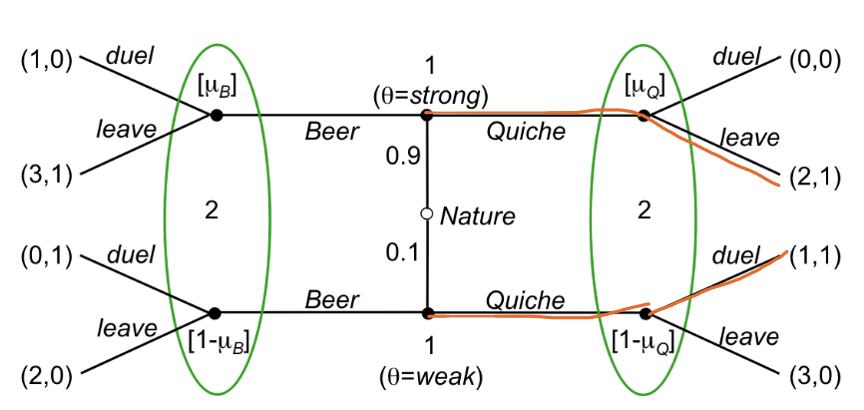 1
(θ=strong)
(1,0)
duel
[μB]
[μQ]
duel
(0,0)
leave
Beer
Quiche
leave
(3,1)
0.9
(2,1)
2
Nature
2
0.1
(0,1)
duel
duel
(1,1)
Beer
Quiche
leave
[1-μB]
1
[1-μQ]
leave
(2,0)
(θ=weak)
(3,0)